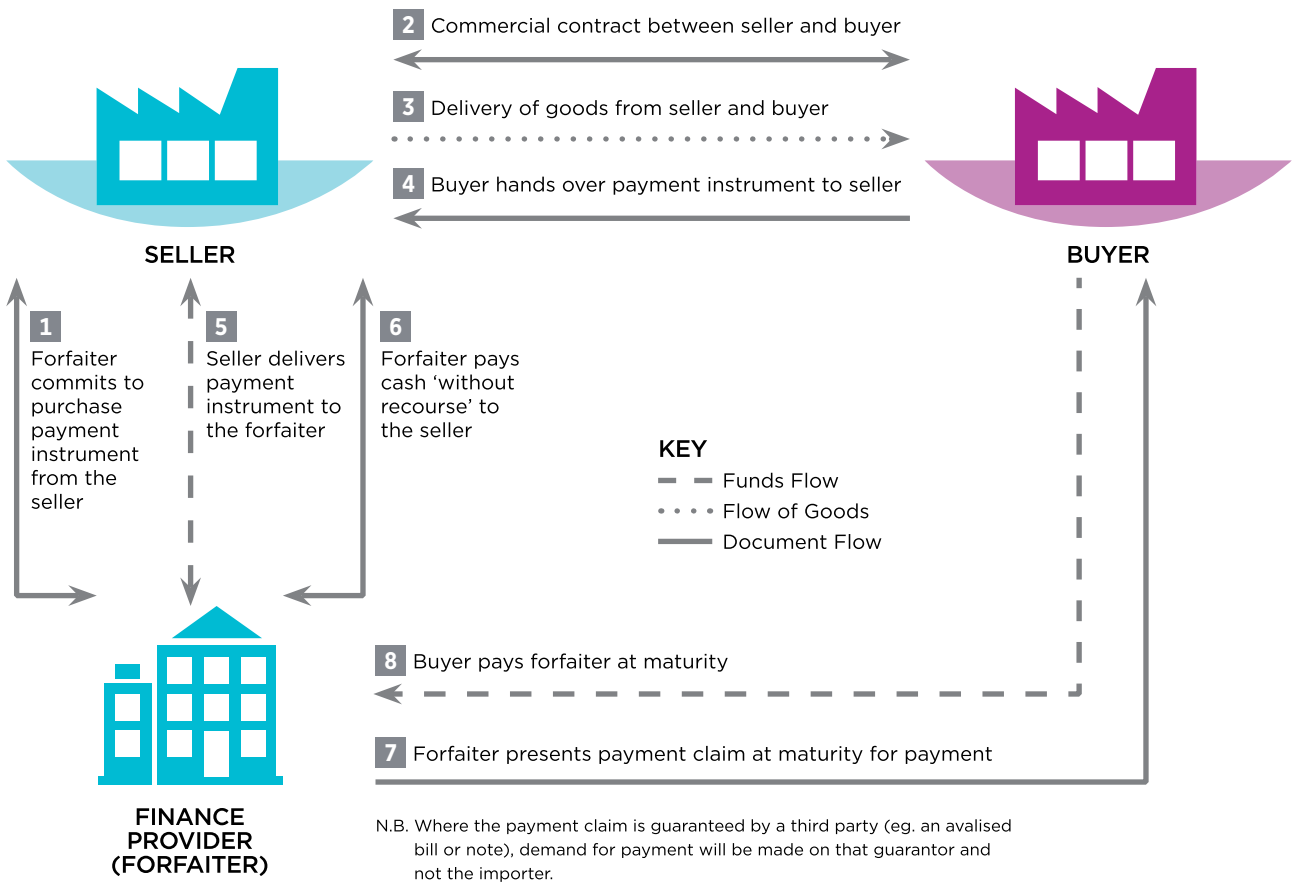 2 Commercial contract between seller and buyer
3 Delivery of goods from seller and buyer
4 Buyer hands over payment instrument to seller
SELLER
BUYER
1
Forfaiter
commits to
purchase
payment
instrument
from the
seller
5
Seller delivers
payment
instrument to
the forfaiter
6
Forfaiter pays
cash ‘without
recourse’ to
the seller
KEY
Funds Flow
Flow of Goods
Document Flow
8 Buyer pays forfaiter at maturity
7 Forfaiter presents payment claim at maturity for payment
FINANCE
PROVIDER
(FORFAITER)
N.B. Where the payment claim is guaranteed by a third party (eg. an avalised
bill or note), demand for payment will be made on that guarantor and
not the importer.